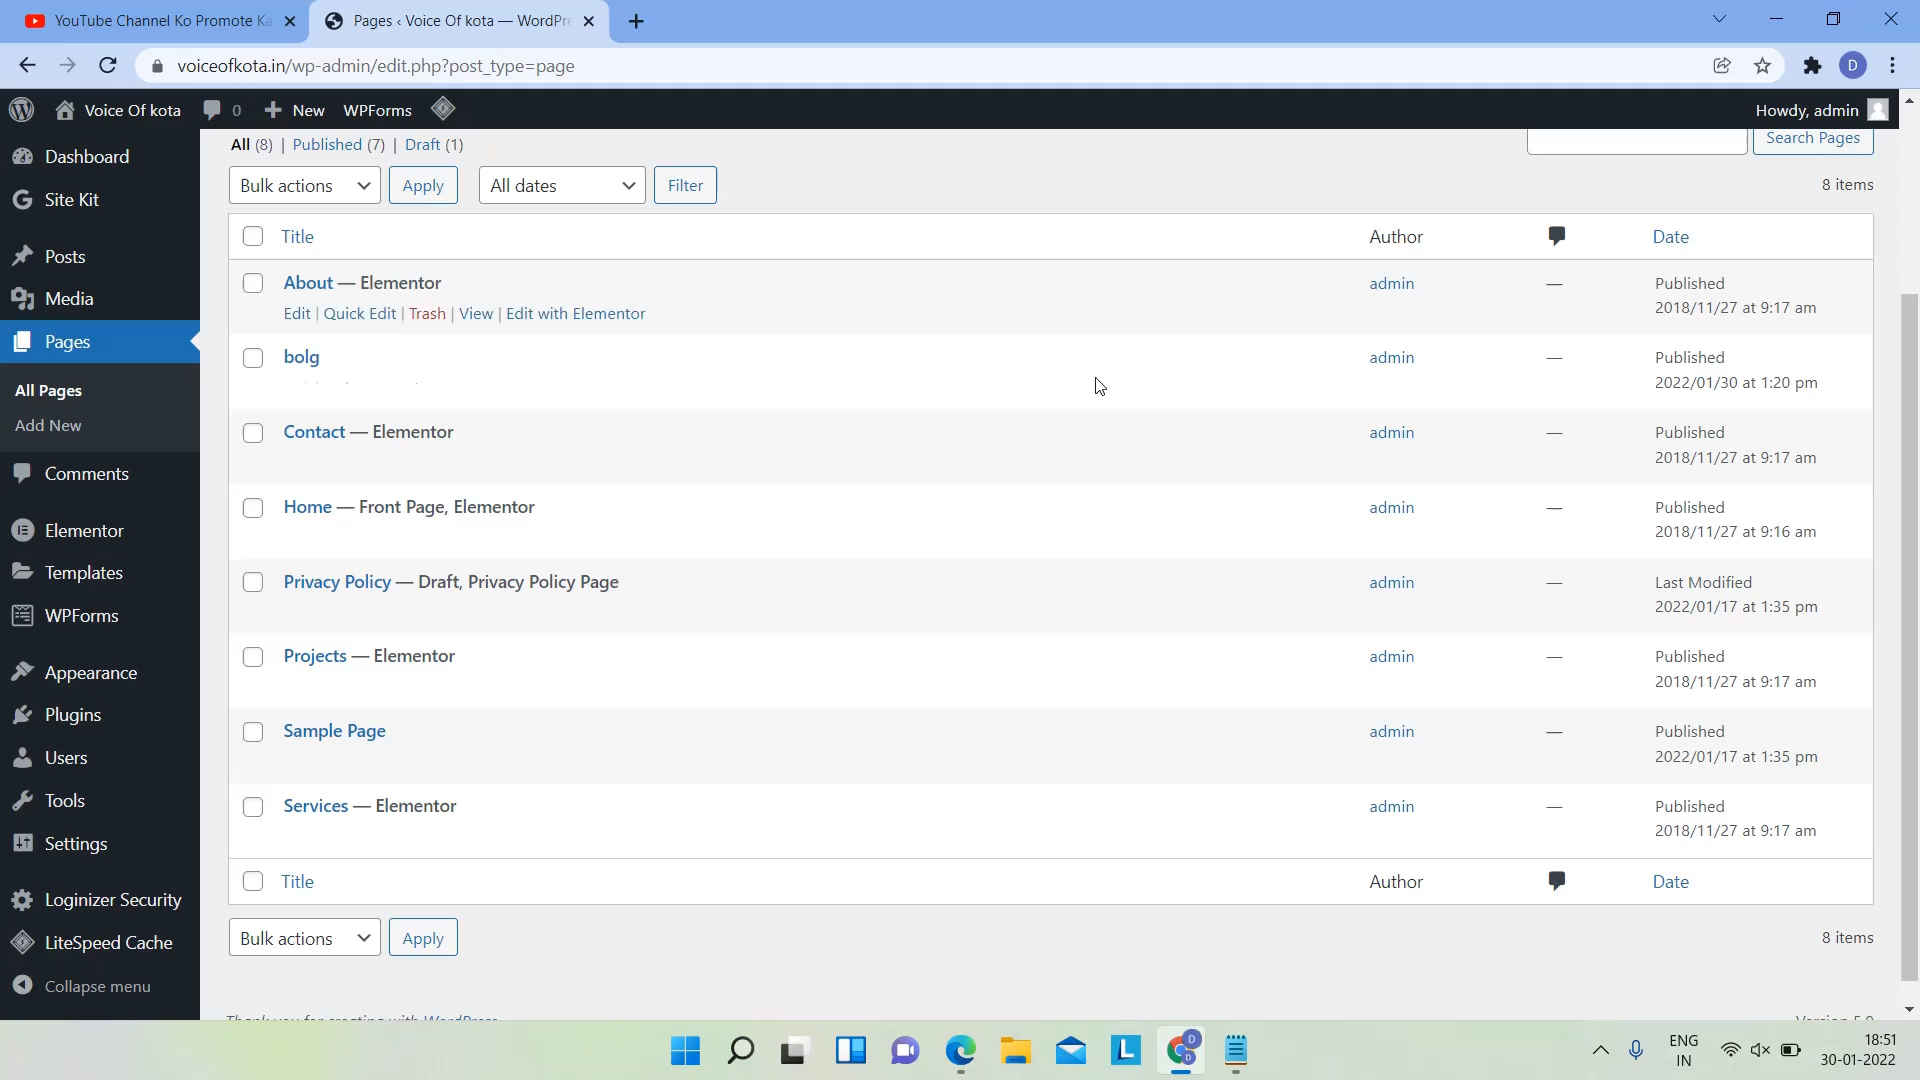 YouTube Channel Ko Promote Ka
Pages ‹ Voice Of kota — WordPre
voiceofkota.in/wp-admin/edit.php?post_type=page
D
Voice Of kota
0
New
WPForms
Howdy, admin
Dashboard
Site Kit
Posts
Media
Pages
All Pages
Add New
Comments
Elementor
Templates
WPForms
Appearance
Plugins
Users
Tools
Settings
Loginizer Security
LiteSpeed Cache
Collapse menu
All (8) | Published (7) | Draft (1)
Search Pages
Bulk actions
Apply
All dates
Filter
8 items
Title
Author
Date
About — Elementor
admin
—
Published
2018/11/27 at 9:17 am
Edit | Quick Edit | Trash | View | Edit with Elementor
bolg
admin
—
Published
2022/01/30 at 1:20 pm
Contact — Elementor
admin
—
Published
2018/11/27 at 9:17 am
Home — Front Page, Elementor
admin
—
Published
2018/11/27 at 9:16 am
Privacy Policy — Draft, Privacy Policy Page
admin
—
Last Modified
2022/01/17 at 1:35 pm
Projects — Elementor
admin
—
Published
2018/11/27 at 9:17 am
Sample Page
admin
—
Published
2022/01/17 at 1:35 pm
Services — Elementor
admin
—
Published
2018/11/27 at 9:17 am
Title
Author
Date
Bulk actions
Apply
8 items
Thank you for creating with WordPress
L
D
D
ENG
IN
18:51
30-01-2022